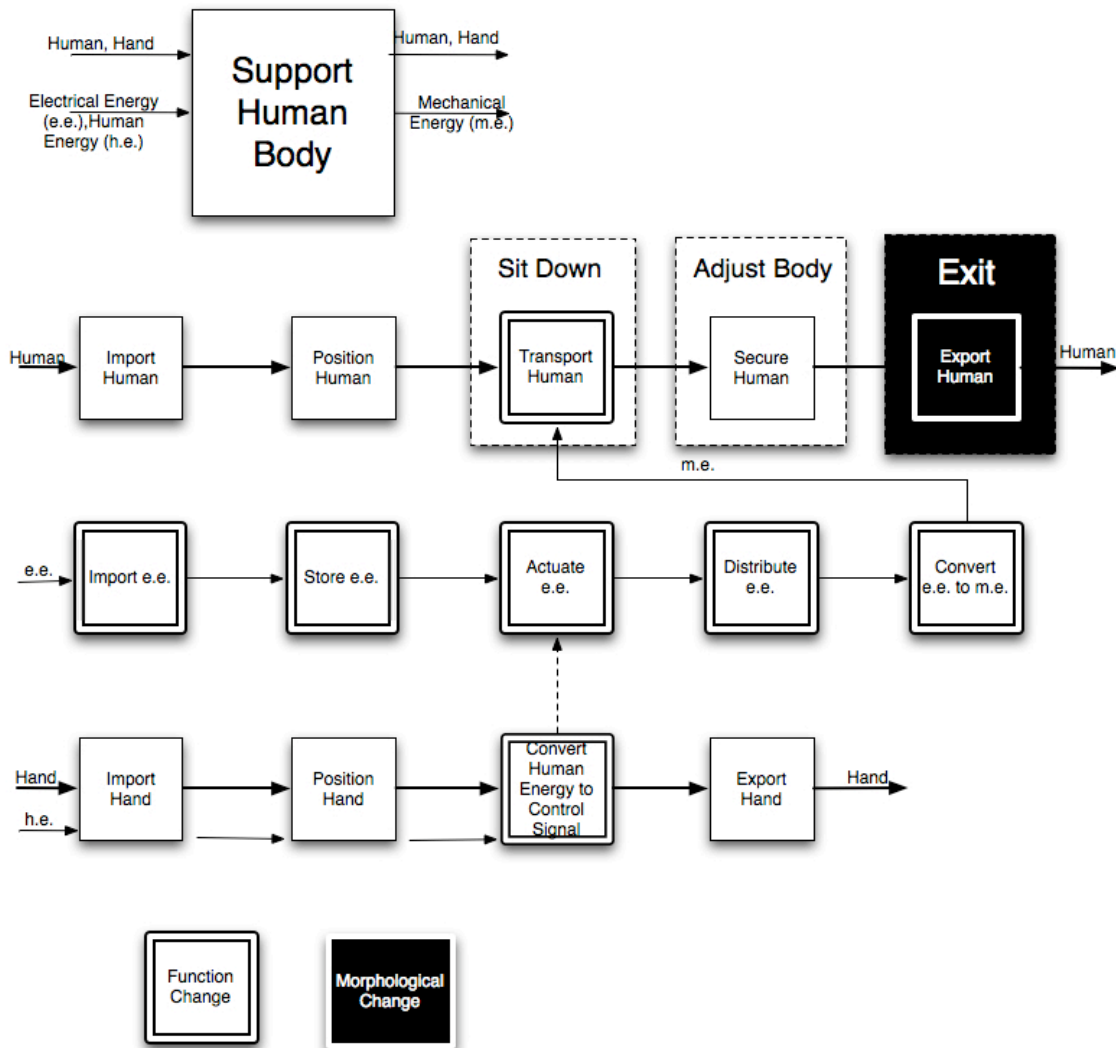 Human, Hand
Human, Hand
Support
Human
Body
Electrical Energy
(e.e.),Human
Energy (h.e.)
Mechanical
Energy (m.e.)
Sit Down
Adjust Body
Exit
Human
Import
Human
Position
Human
Transport
Human
Secure
Human
Export
Human
Human
m.e.
e.e.
Import e.e.
Store e.e.
Actuate
e.e.
Distribute
e.e.
Convert
e.e. to m.e.
Hand
h.e.
Import
Hand
Position
Hand
Convert
Human
Energy to
Control
Signal
Export
Hand
Hand
Function
Change
Morphological
Change